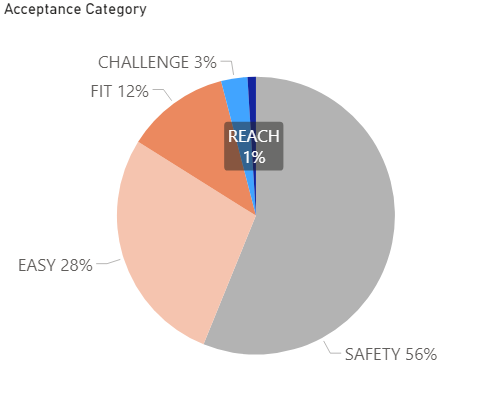 Acceptance Category
CHALLENGE 3%
FIT 12%
REACH
1%
EASY 28%
SAFETY 56%